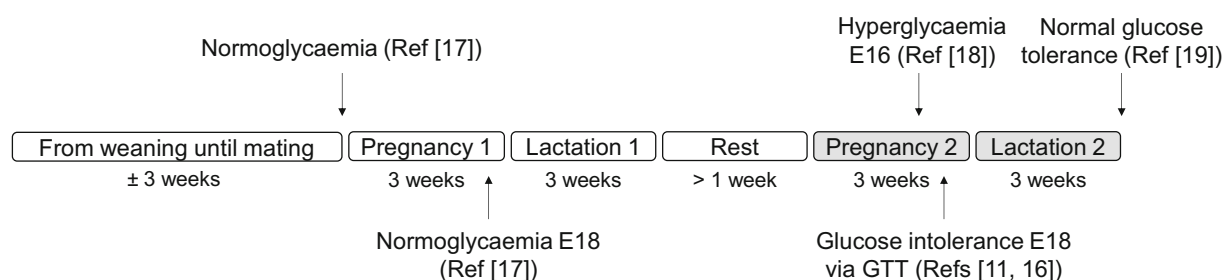 Normoglycaemia (Ref [17])
Hyperglycaemia
E16 (Ref [18])
Normal glucose
tolerance (Ref [19])
From weaning until mating
Pregnancy 1
Lactation 1
Rest
Pregnancy 2
Lactation 2
± 3 weeks
3 weeks
3 weeks
> 1 week
3 weeks
3 weeks
Normoglycaemia E18
(Ref [17])
Glucose intolerance E18
via GTT (Refs [11, 16])